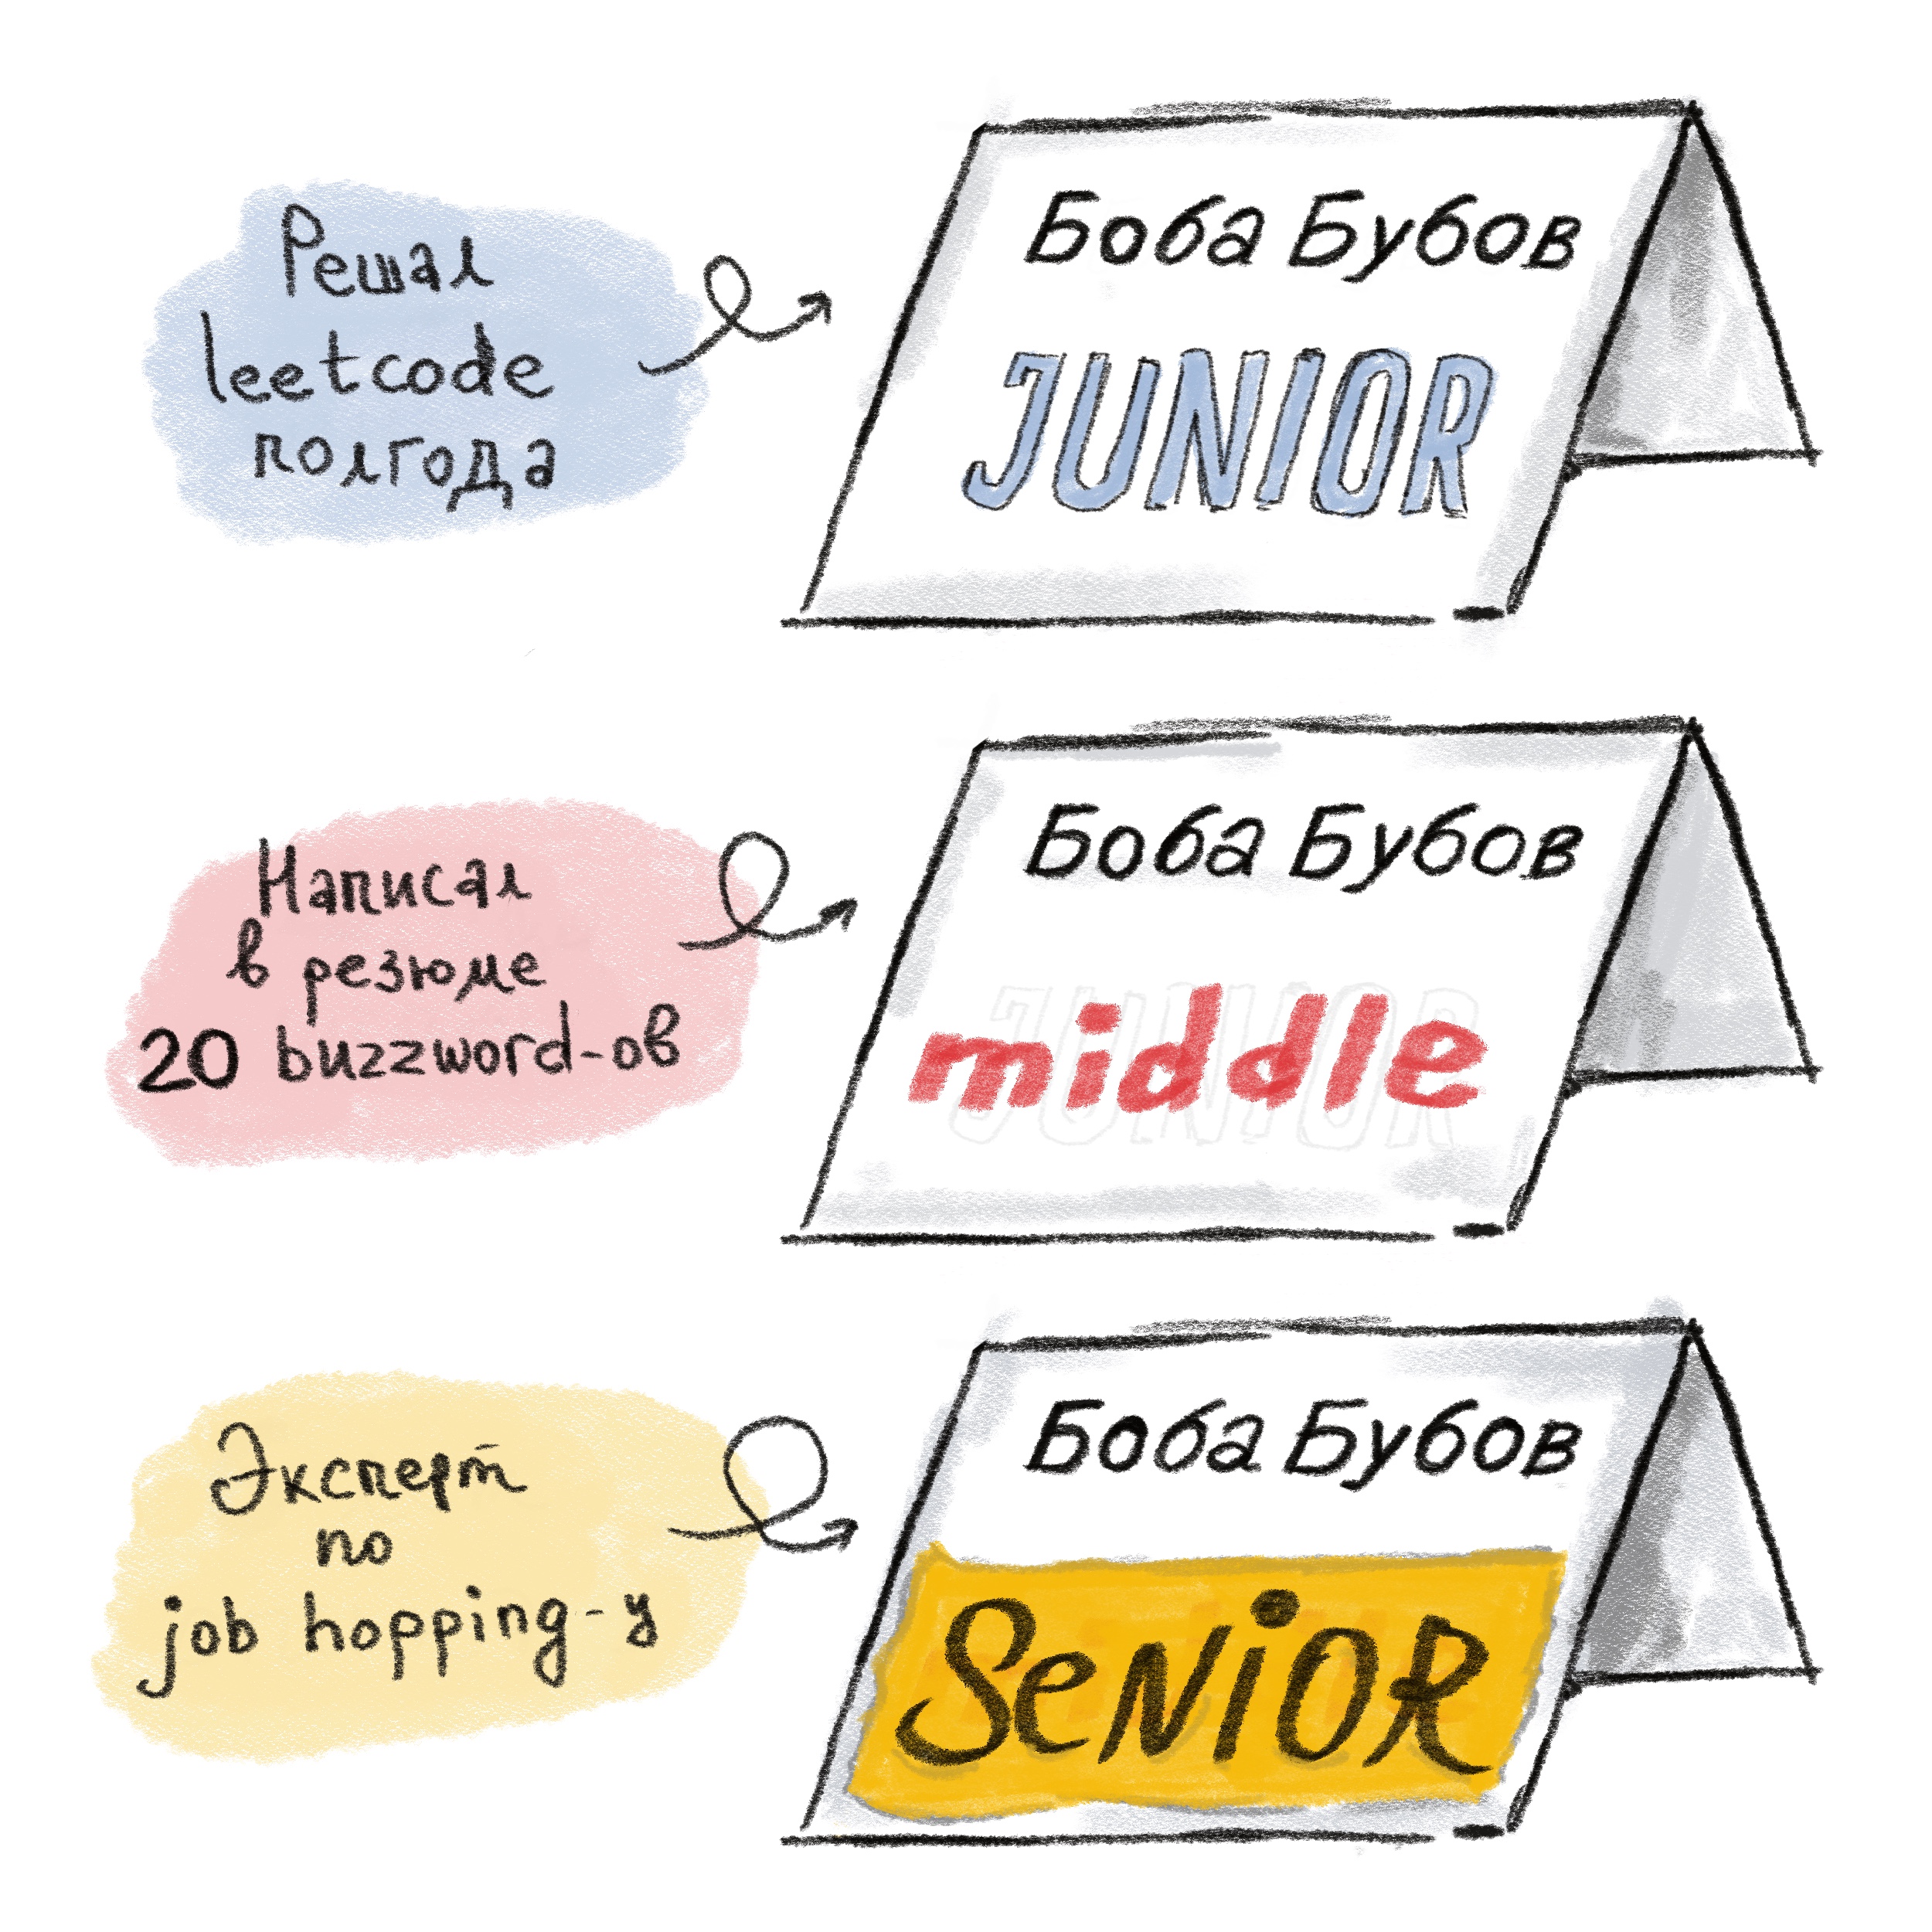 Решал
leetcode
полгода
Боба Бубов
JUNIOR
Написал
в резюме
20 buzzword-ов
Боба Бубов
JUNIOR
middle
Эксперт
по
job hopping-у
Боба Бубов
SeNiOR